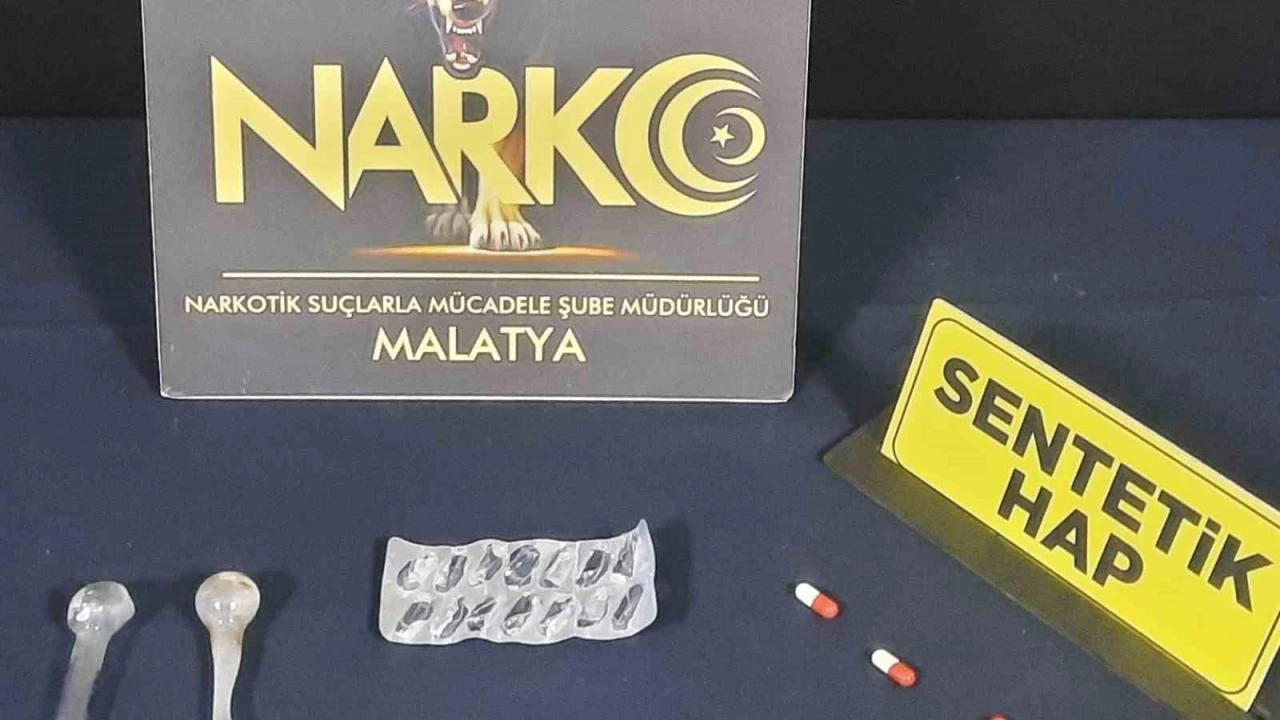 NARKO
NARKOTİK SUÇLARLA MÜCADELE ŞUBE MÜDÜRLÜĞÜ
MALATYA
SENTETİK
HAP